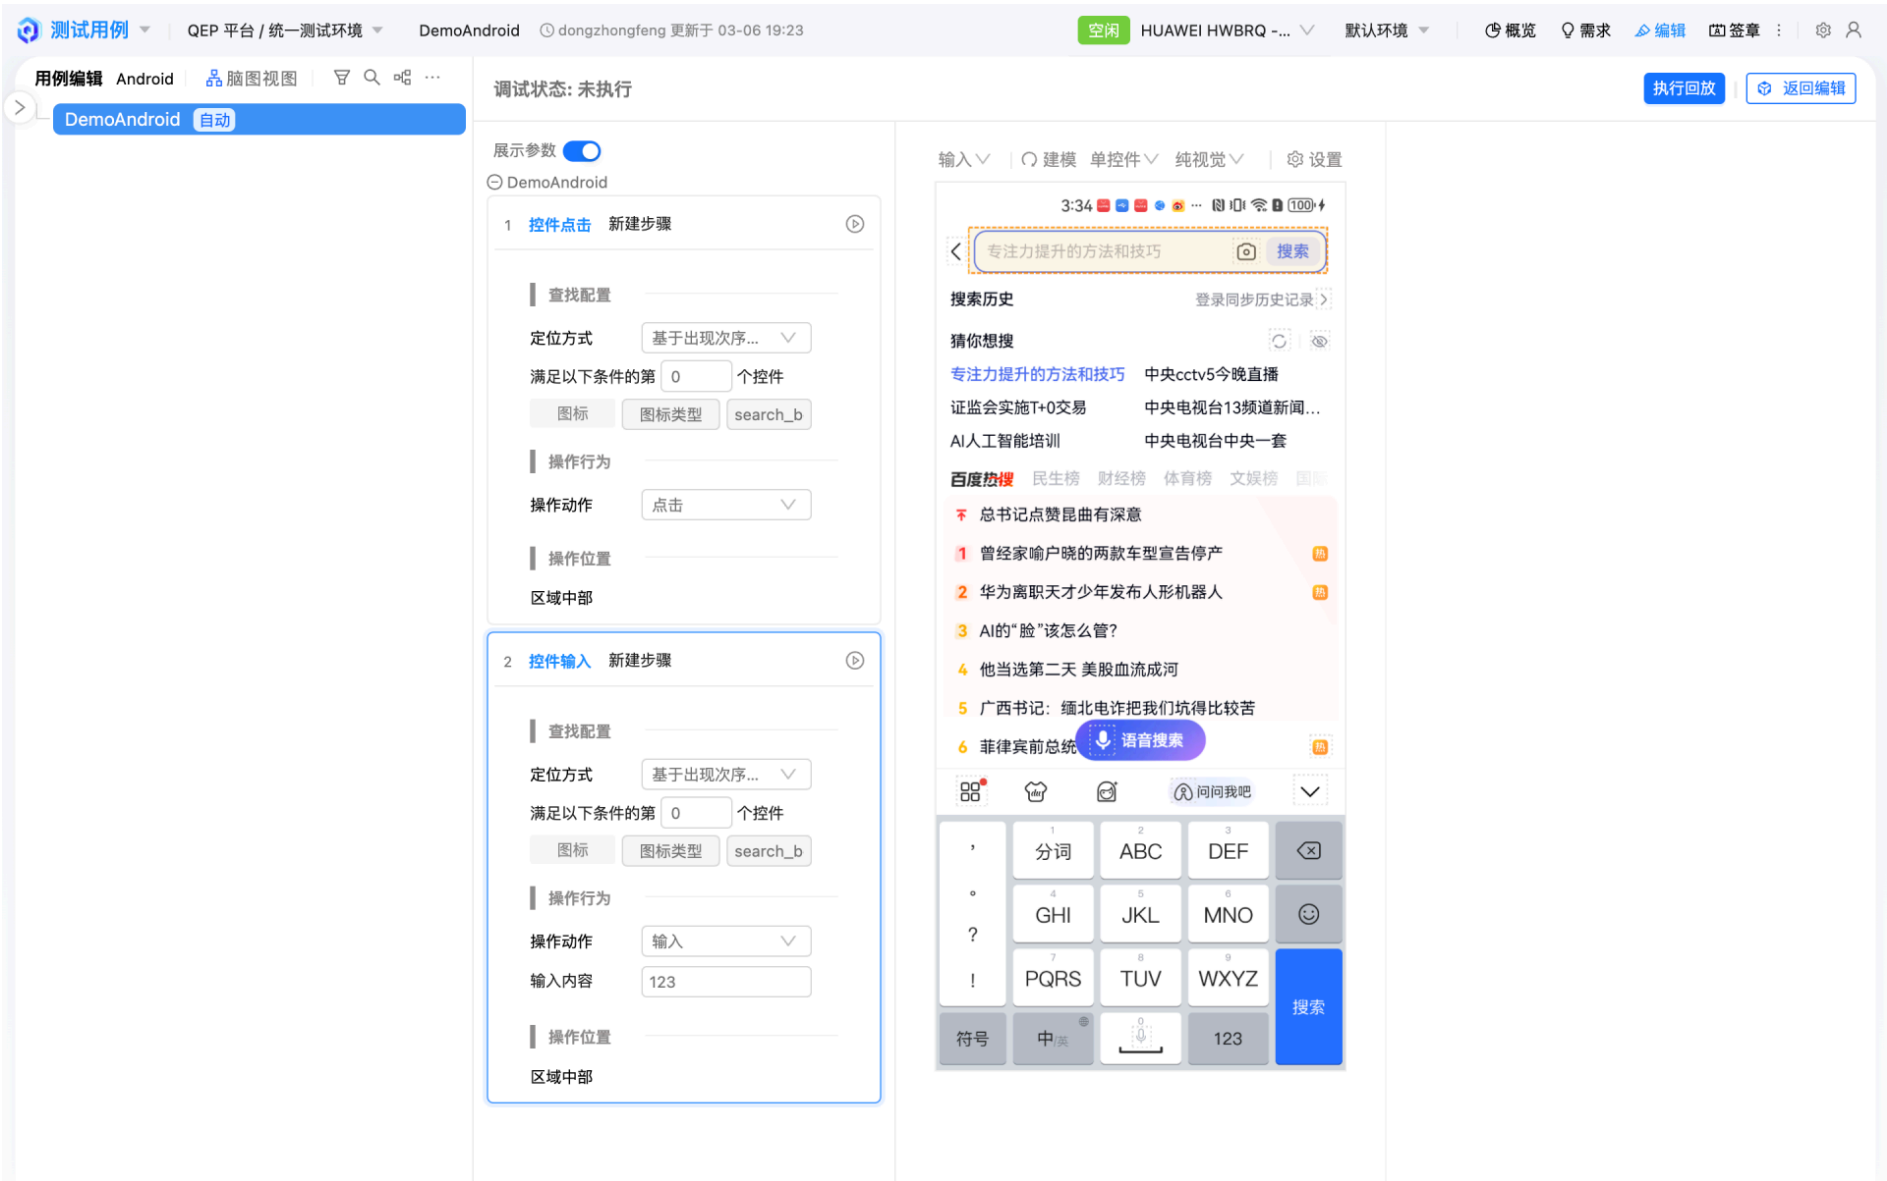 测试用例 QEP 平台 / 统一测试环境 DemoAndroid dongzhongfeng 更新于 03-06 19:23 空闲 HUAWEI HWBRQ -... 默认环境 概览 需求 编辑 签章
用例编辑 Android 脑图视图
DemoAndroid 自动
调试状态: 未执行 执行回放 返回编辑
展示参数
DemoAndroid
1 控件点击 新建步骤
查找配置
定位方式 基于出现次序...
满足以下条件的第 0 个控件
图标 图标类型 search_b
操作行为
操作动作 点击
操作位置
区域中部
2 控件输入 新建步骤
查找配置
定位方式 基于出现次序...
满足以下条件的第 0 个控件
图标 图标类型 search_b
操作行为
操作动作 输入
输入内容 123
操作位置
区域中部
输入 建模 单控件 纯视觉 设置
3:34 100
专注力提升的方法和技巧 搜索
搜索历史 登录同步历史记录
猜你想搜
专注力提升的方法和技巧 中央cctv5今晚直播
证监会实施T+0交易 中央电视台13频道新闻...
AI人工智能培训 中央电视台中央一套
百度热搜 民生榜 财经榜 体育榜 文娱榜
总书记点赞昆曲有深意
1 曾经家喻户晓的两款车型宣告停产 热
2 华为离职天才少年发布人形机器人 热
3 AI的“脸”该怎么管?
4 他当选第二天 美股血流成河
5 广西书记：缅北电诈把我们坑得比较苦
6 菲律宾前总统 语音搜索 热
du 问问我吧
, 1 分词 2 ABC 3 DEF
。 4 GHI 5 JKL 6 MNO
?
! 7 PQRS 8 TUV 9 WXYZ
搜索
符号 中/英 0 123